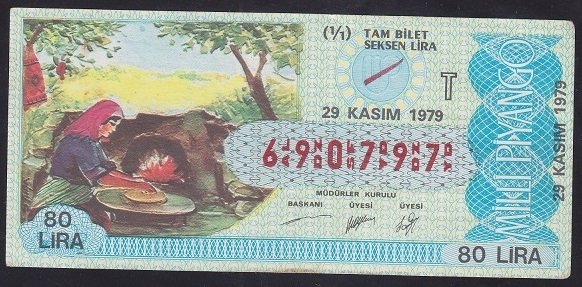 (1/1) TAM BİLET
SEKSEN LİRA
T
29 KASIM 1979
690797
MÜDÜRLER KURULU
BAŞKANI ÜYESİ ÜYESİ
80
LİRA
80 LİRA
MİLLİ PİYANGO
29 KASIM 1979